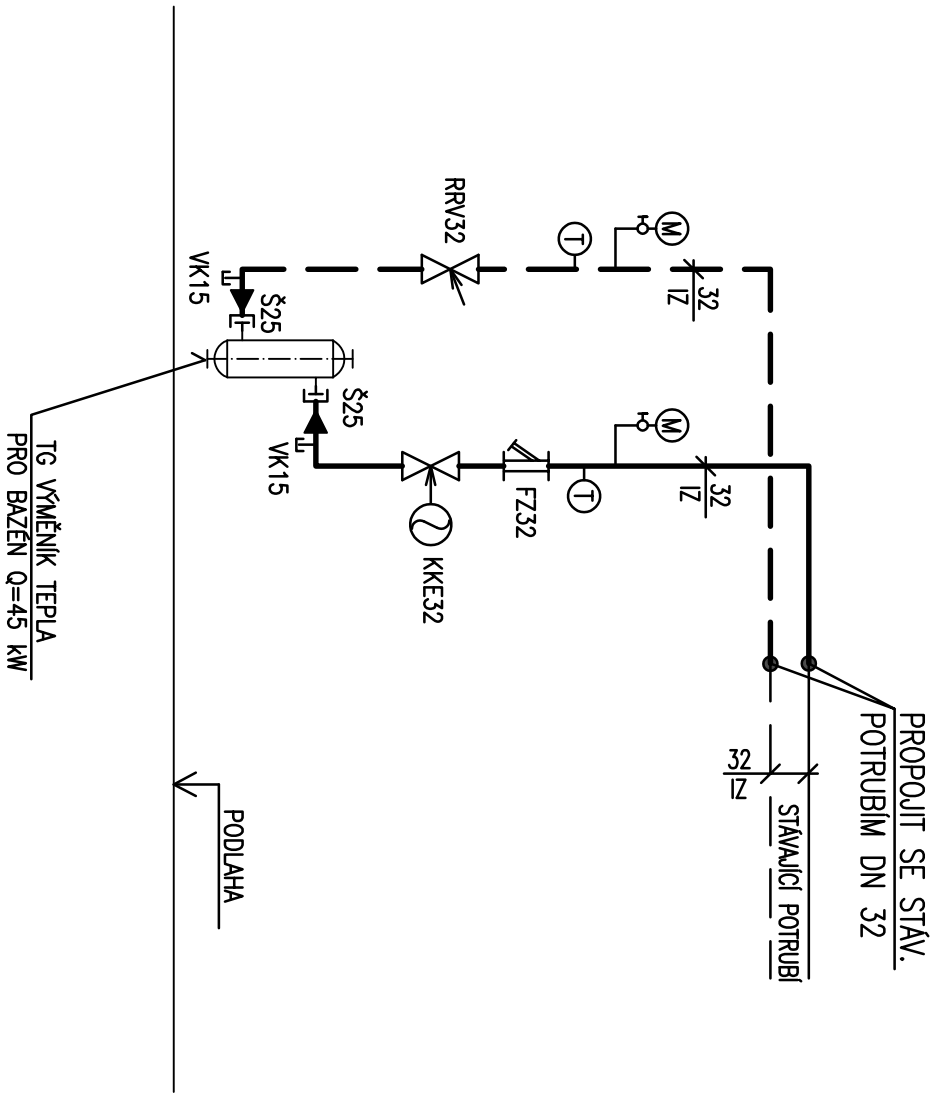 PROPOJIT SE STÁV.
POTRUBÍM DN 32
STÁVAJÍCÍ POTRUBÍ
32
IZ
M
M
32
IZ
32
IZ
T
T
RRV32
FZ32
KKE32
VK15
Š25
Š25
VK15
PODLAHA
TG VÝMĚNÍK TEPLA
PRO BAZÉN Q=45 kW